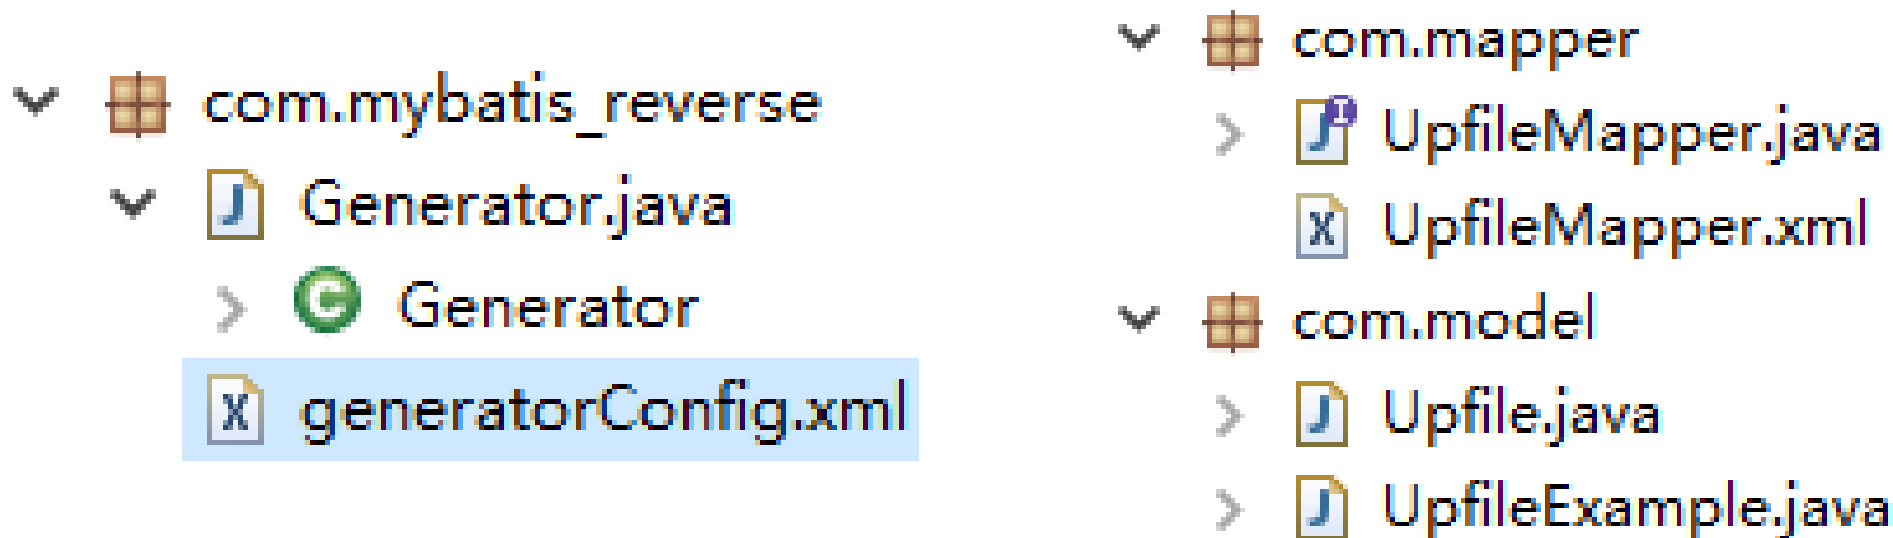 com.mybatis_reverse
Generator.java
Generator
generatorConfig.xml
com.mapper
UpfileMapper.java
UpfileMapper.xml
com.model
Upfile.java
UpfileExample.java